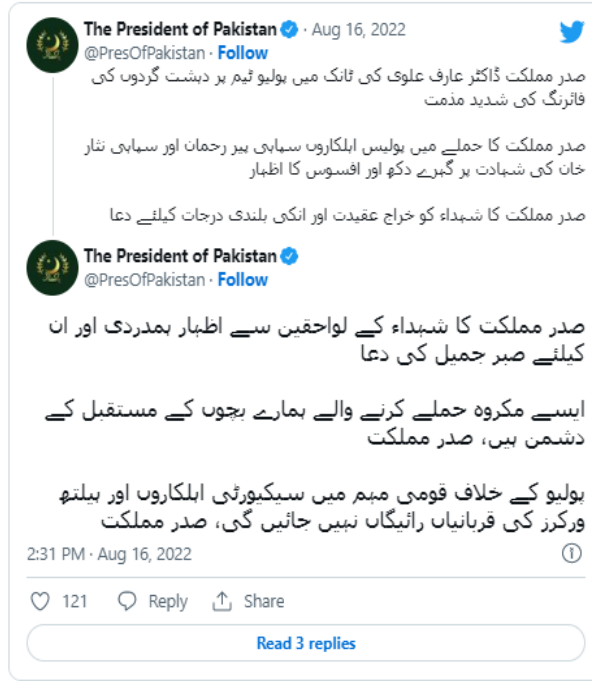 The President of Pakistan · Aug 16, 2022
@PresOfPakistan · Follow
صدر مملکت ڈاکٹر عارف علوی کی ٹانک میں پولیو ٹیم پر دہشت گردوں کی
فائرنگ کی شدید مذمت
صدر مملکت کا حملے میں پولیس اہلکاروں سپاہی پیر رحمان اور سپاہی نثار
خان کی شہادت پر گہرے دکھ اور افسوس کا اظہار
صدر مملکت کا شہداء کو خراج عقیدت اور انکی بلندی درجات کیلئے دعا
The President of Pakistan
@PresOfPakistan · Follow
صدر مملکت کا شہداء کے لواحقین سے اظہار ہمدردی اور ان
کیلئے صبر جمیل کی دعا
ایسے مکروہ حملے کرنے والے ہمارے بچوں کے مستقبل کے
دشمن ہیں، صدر مملکت
پولیو کے خلاف قومی مہم میں سیکیورٹی اہلکاروں اور ہیلتھ
ورکرز کی قربانیاں رائیگاں نہیں جائیں گی، صدر مملکت
2:31 PM · Aug 16, 2022
121 Reply Share
Read 3 replies